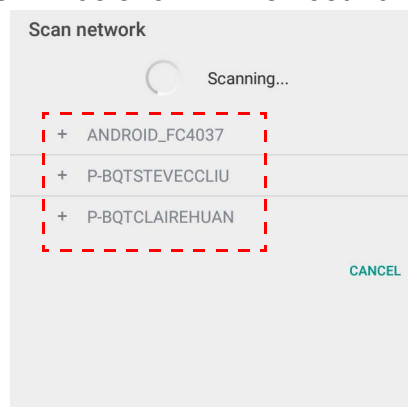 Scan network
Scanning...
+ ANDROID_FC4037
+ P-BQTSTEVECCLIU
+ P-BQTCLAIREHUAN
CANCEL